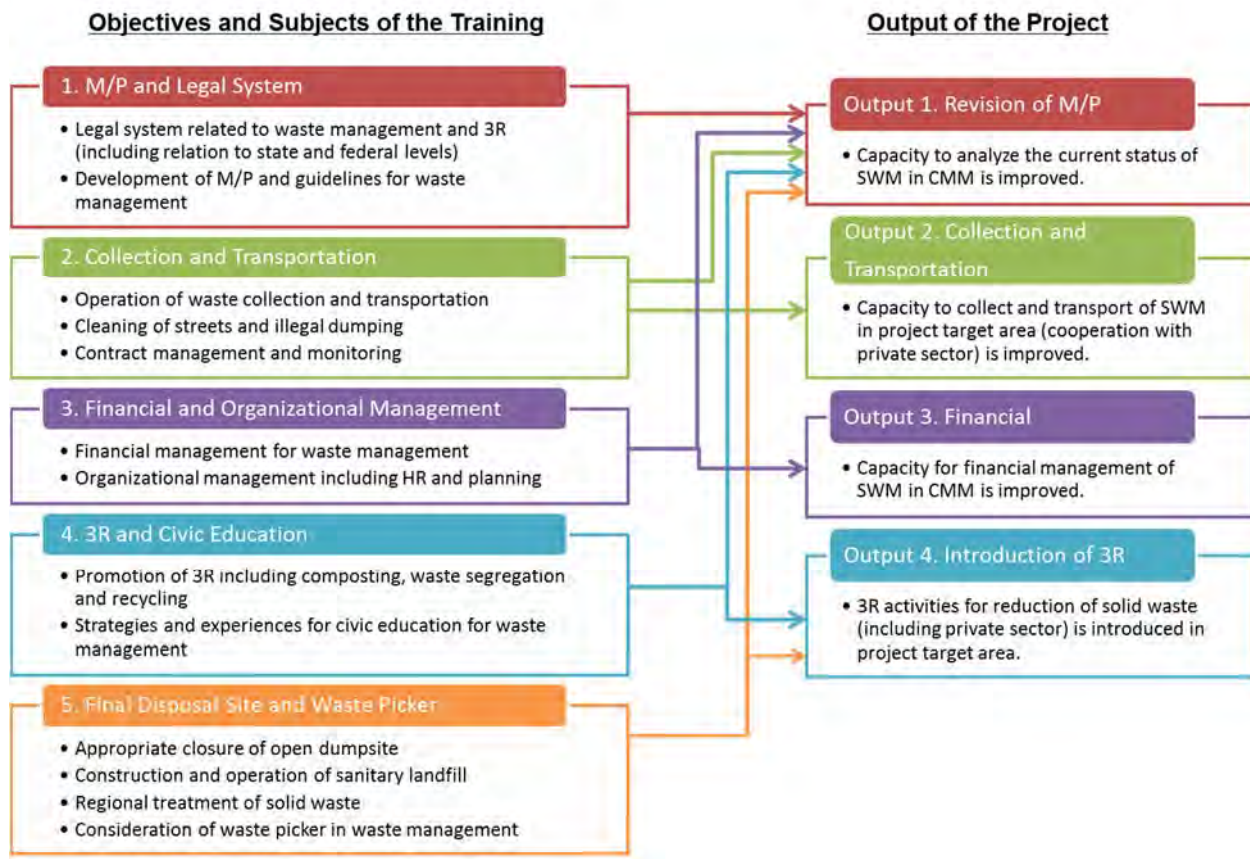 Objectives and Subjects of the Training
1. M/P and Legal System
• Legal system related to waste management and 3R
(including relation to state and federal levels)
• Development of M/P and guidelines for waste
management
2. Collection and Transportation
• Operation of waste collection and transportation
• Cleaning of streets and illegal dumping
• Contract management and monitoring
3. Financial and Organizational Management
• Financial management for waste management
• Organizational management including HR and planning
4. 3R and Civic Education
• Promotion of 3R including composting, waste segregation
and recycling
• Strategies and experiences for civic education for waste
management
5. Final Disposal Site and Waste Picker
• Appropriate closure of open dumpsite
• Construction and operation of sanitary landfill
• Regional treatment of solid waste
• Consideration of waste picker in waste management
Output of the Project
Output 1. Revision of M/P
• Capacity to analyze the current status of
SWM in CMM is improved.
Output 2. Collection and
Transportation
• Capacity to collect and transport of SWM
in project target area (cooperation with
private sector) is improved.
Output 3. Financial
• Capacity for financial management of
SWM in CMM is improved.
Output 4. Introduction of 3R
• 3R activities for reduction of solid waste
(including private sector) is introduced in
project target area.